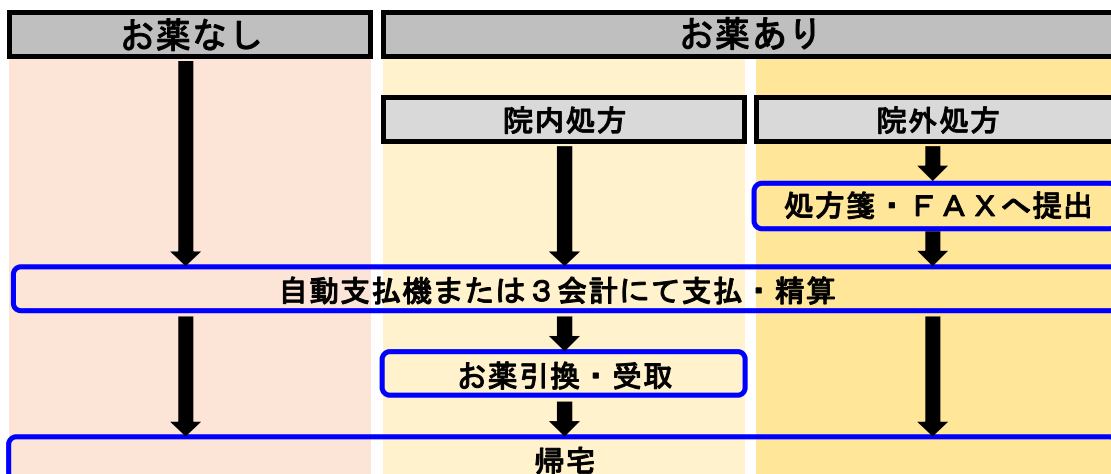 お薬なし
お薬あり
院内処方
院外処方
処方箋・ＦＡＸへ提出
自動支払機または３会計にて支払・精算
お薬引換・受取
帰宅